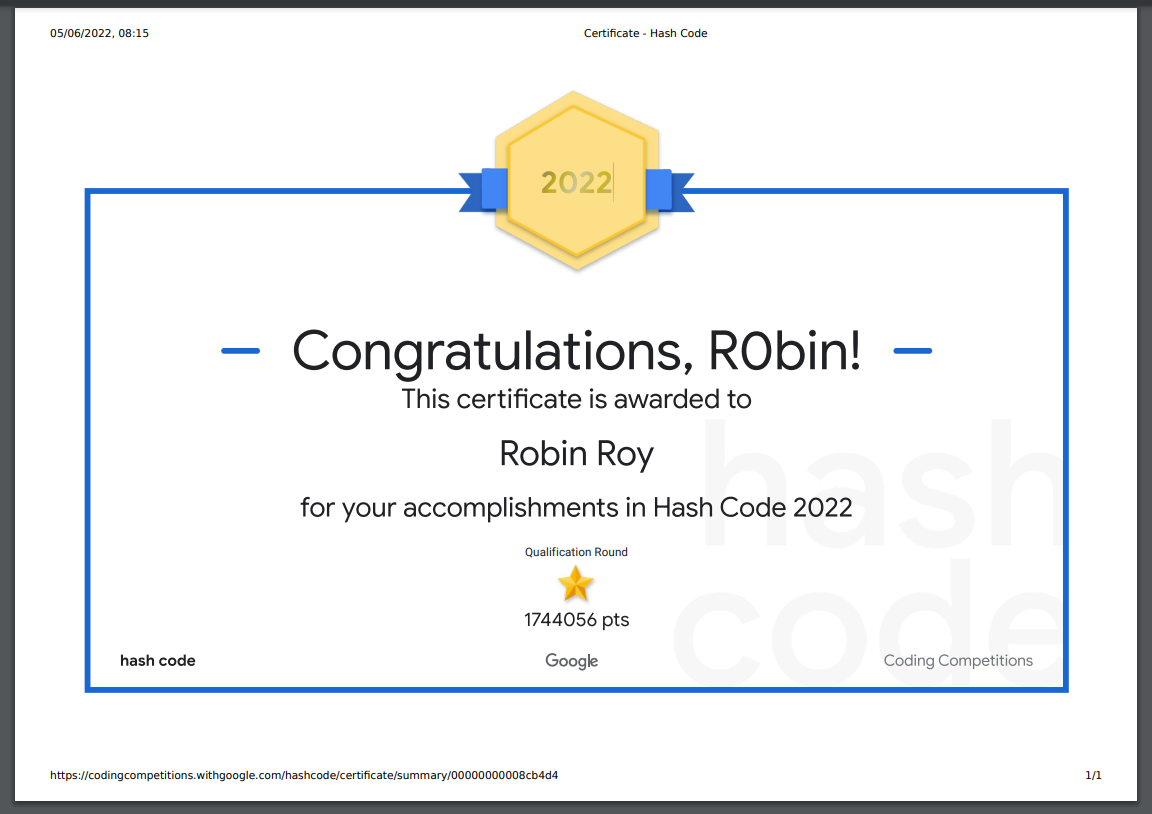 05/06/2022, 08:15
Certificate - Hash Code
2022
Congratulations, R0bin!
This certificate is awarded to
Robin Roy
for your accomplishments in Hash Code 2022
hash
code
Qualification Round
1744056 pts
hash code
Google
Coding Competitions
https://codingcompetitions.withgoogle.com/hashcode/certificate/summary/00000000008cb4d4
1/1